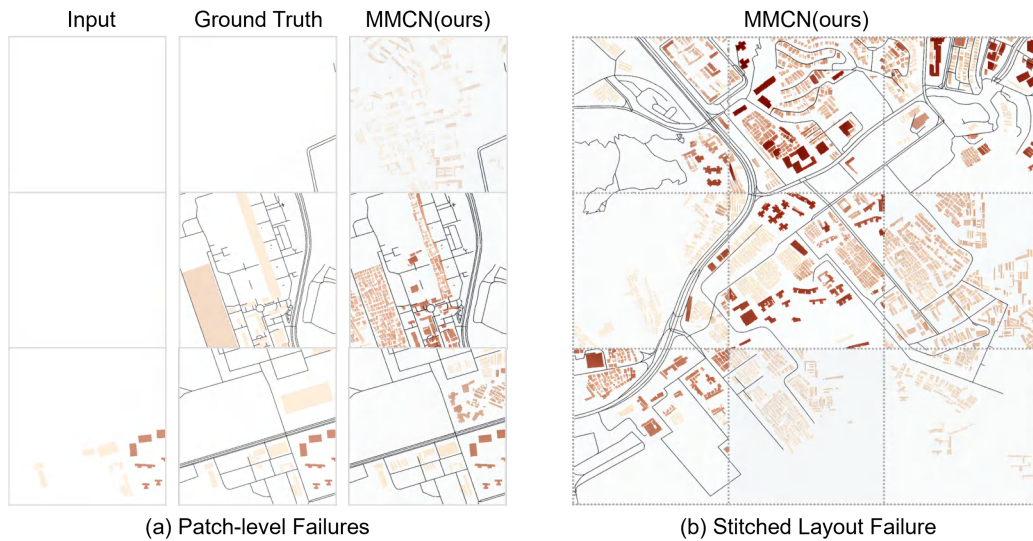 Input Ground Truth MMCN(ours) MMCN(ours)
(a) Patch-level Failures (b) Stitched Layout Failure